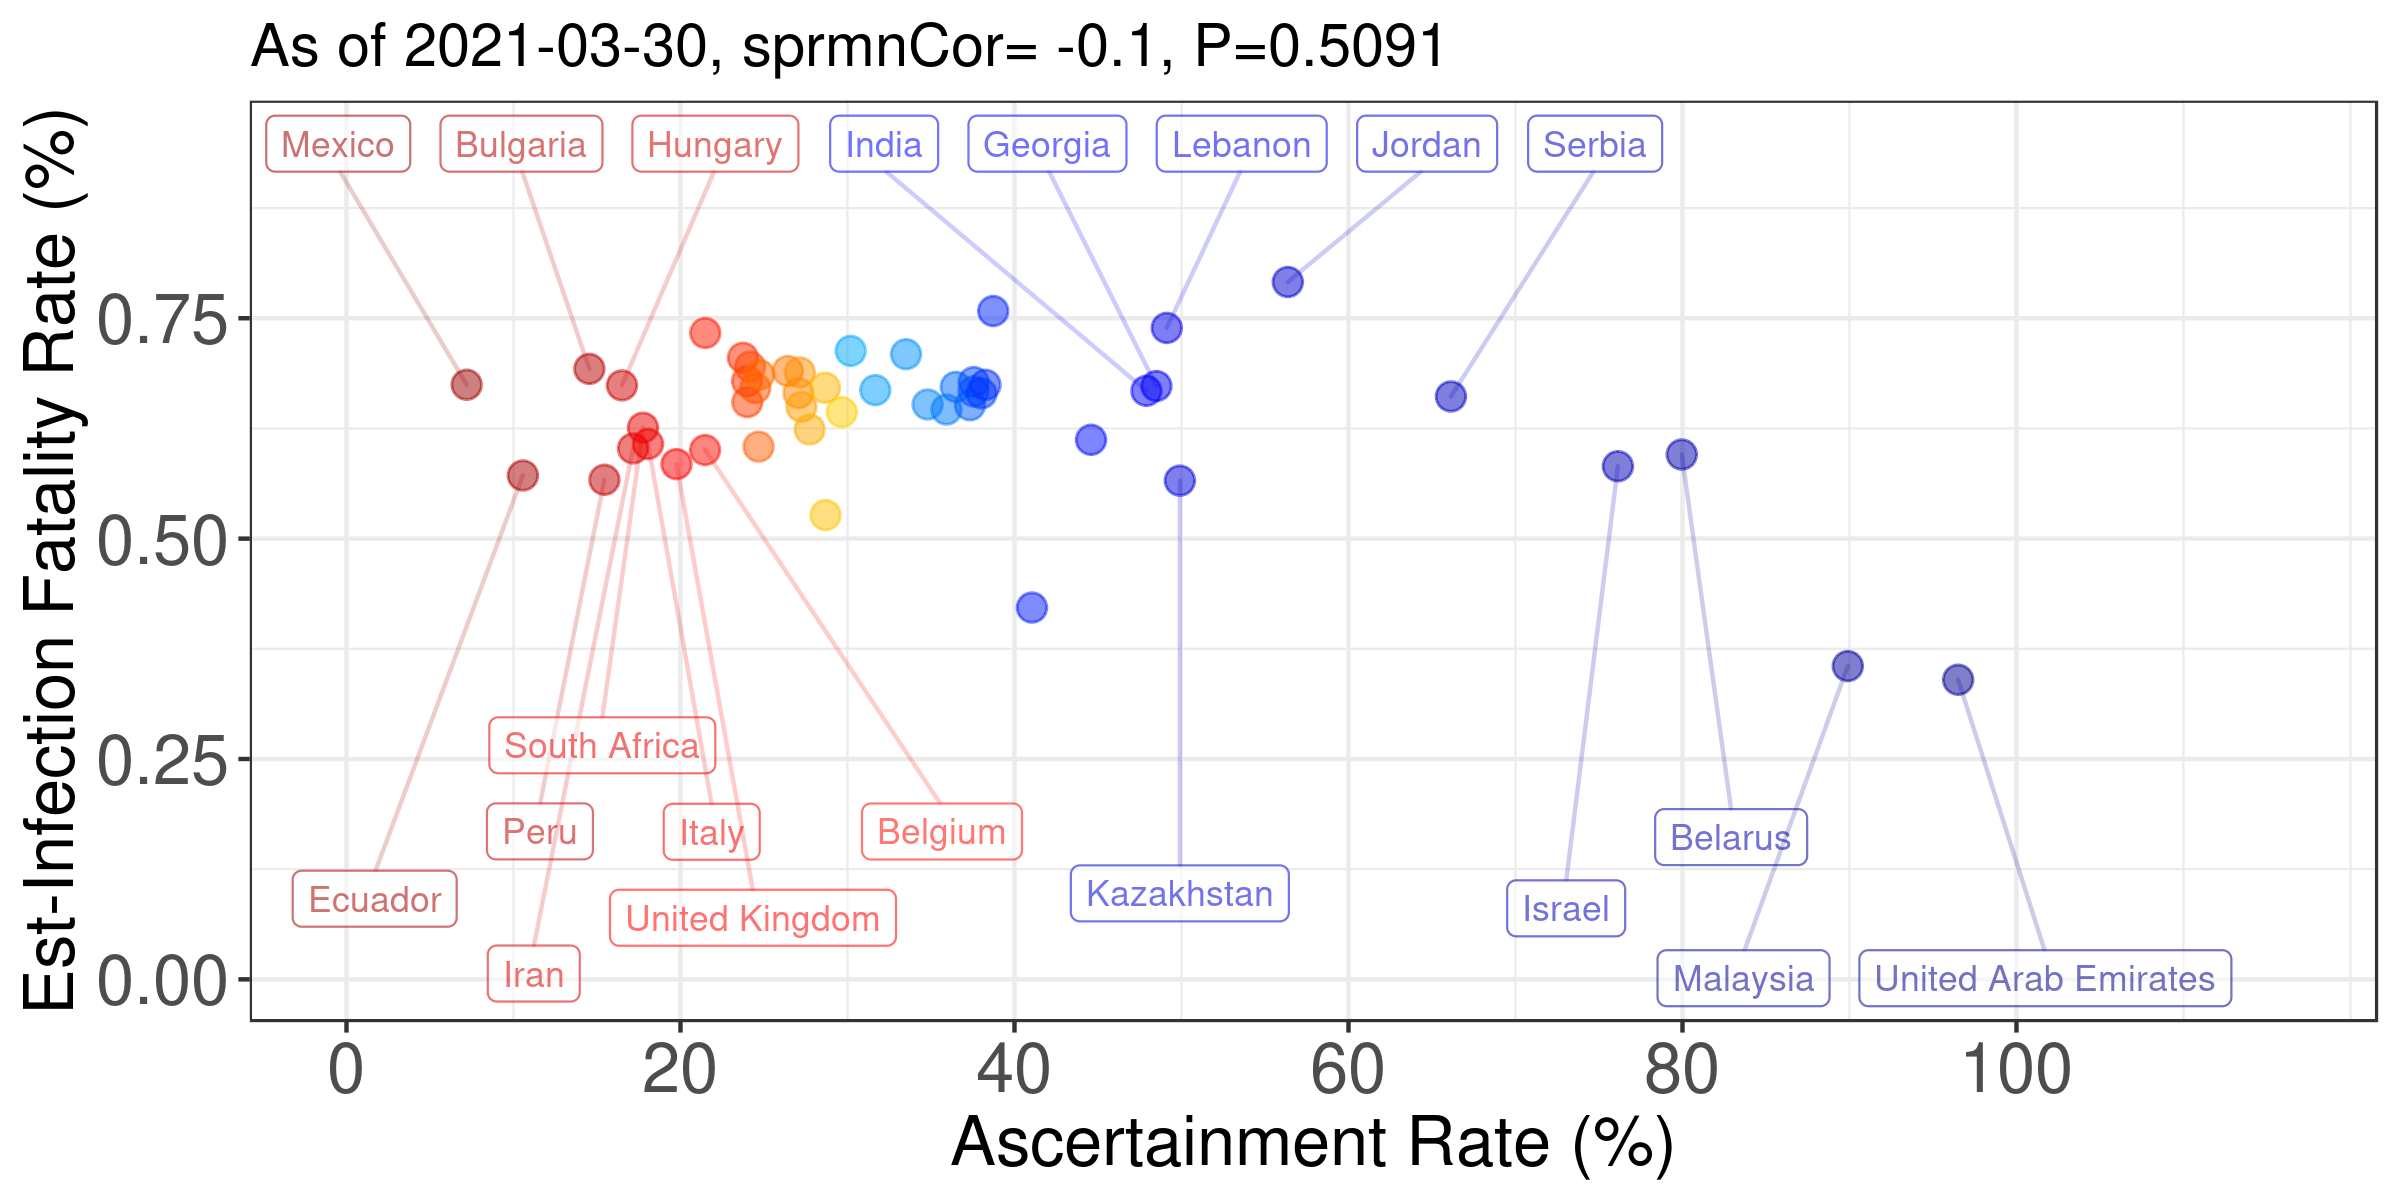 As of 2021-03-30, sprmnCor= -0.1, P=0.5091
Est-Infection Fatality Rate (%)
Mexico
Bulgaria
Hungary
India
Georgia
Lebanon
Jordan
Serbia
0.75
0.50
0.25
0.00
South Africa
Peru
Italy
Belgium
Belarus
Ecuador
United Kingdom
Kazakhstan
Israel
Iran
Malaysia
United Arab Emirates
0
20
40
60
80
100
Ascertainment Rate (%)